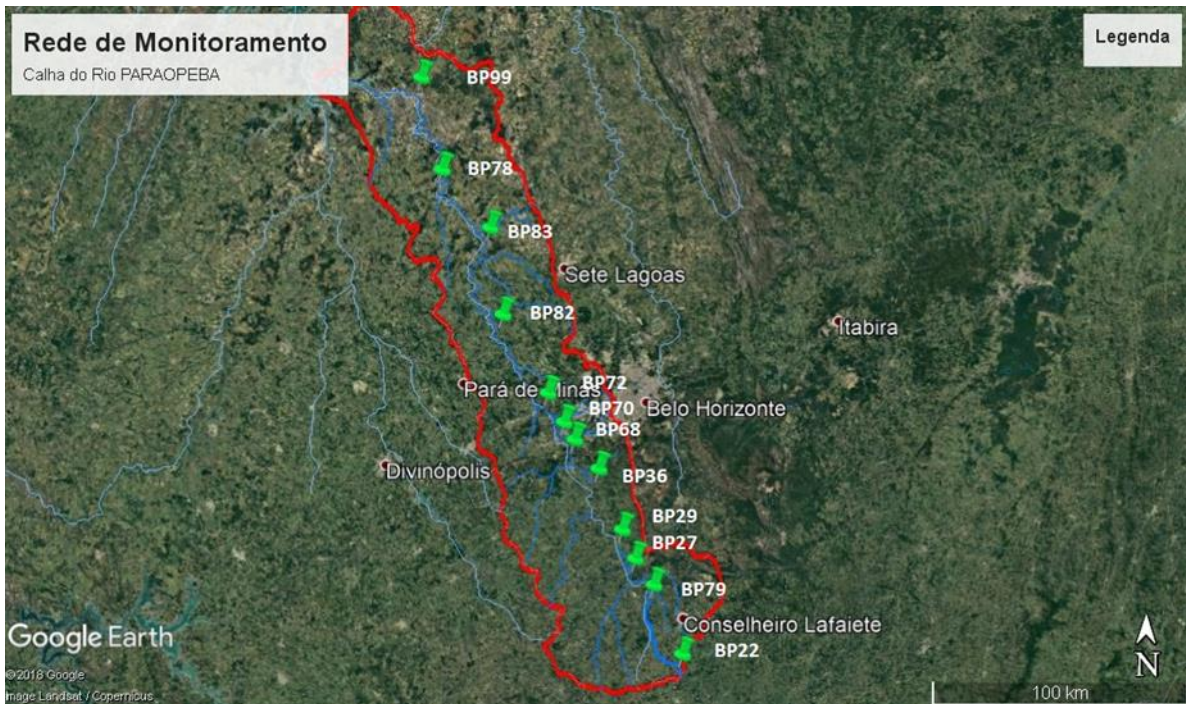 Rede de Monitoramento
Calha do Rio PARAOPEBA
Legenda
BP99
BP78
BP83
Sete Lagoas
BP82
Itabira
BP72
Pará de Minas
BP70
Belo Horizonte
BP68
Divinópolis
BP36
BP29
BP27
BP79
Conselheiro Lafaiete
BP22
Google Earth
N
©2018 Google
Image Landsat / Copernicus
100 km